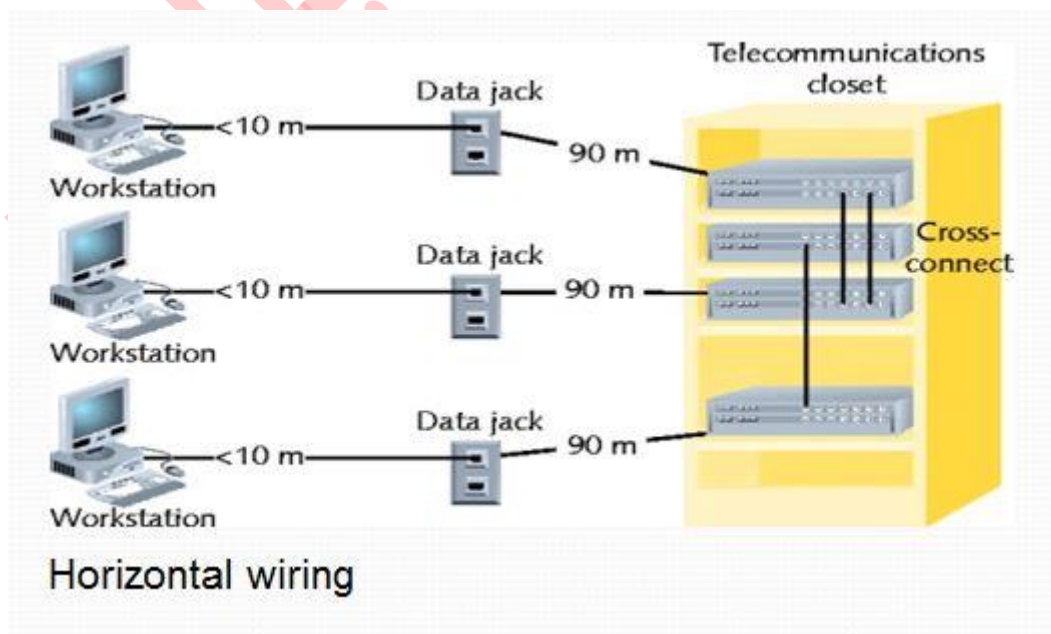 Telecommunications
closet
Data jack
<10 m
90 m
Workstation
Data jack
Cross-
connect
<10 m
90 m
Workstation
Data jack
<10 m
90 m
Workstation
Horizontal wiring